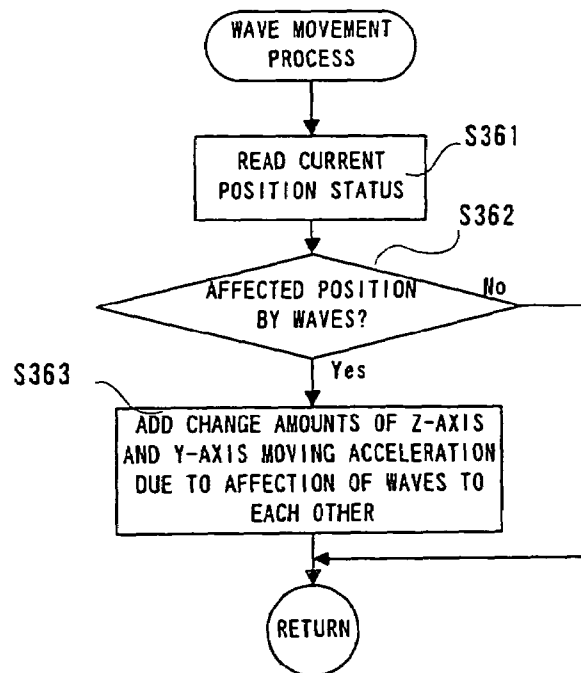 WAVE MOVEMENT
PROCESS
S361
READ CURRENT
POSITION STATUS
S362
AFFECTED POSITION
BY WAVES?
No
Yes
S363
ADD CHANGE AMOUNTS OF Z-AXIS
AND Y-AXIS MOVING ACCELERATION
DUE TO AFFECTION OF WAVES TO
EACH OTHER
RETURN